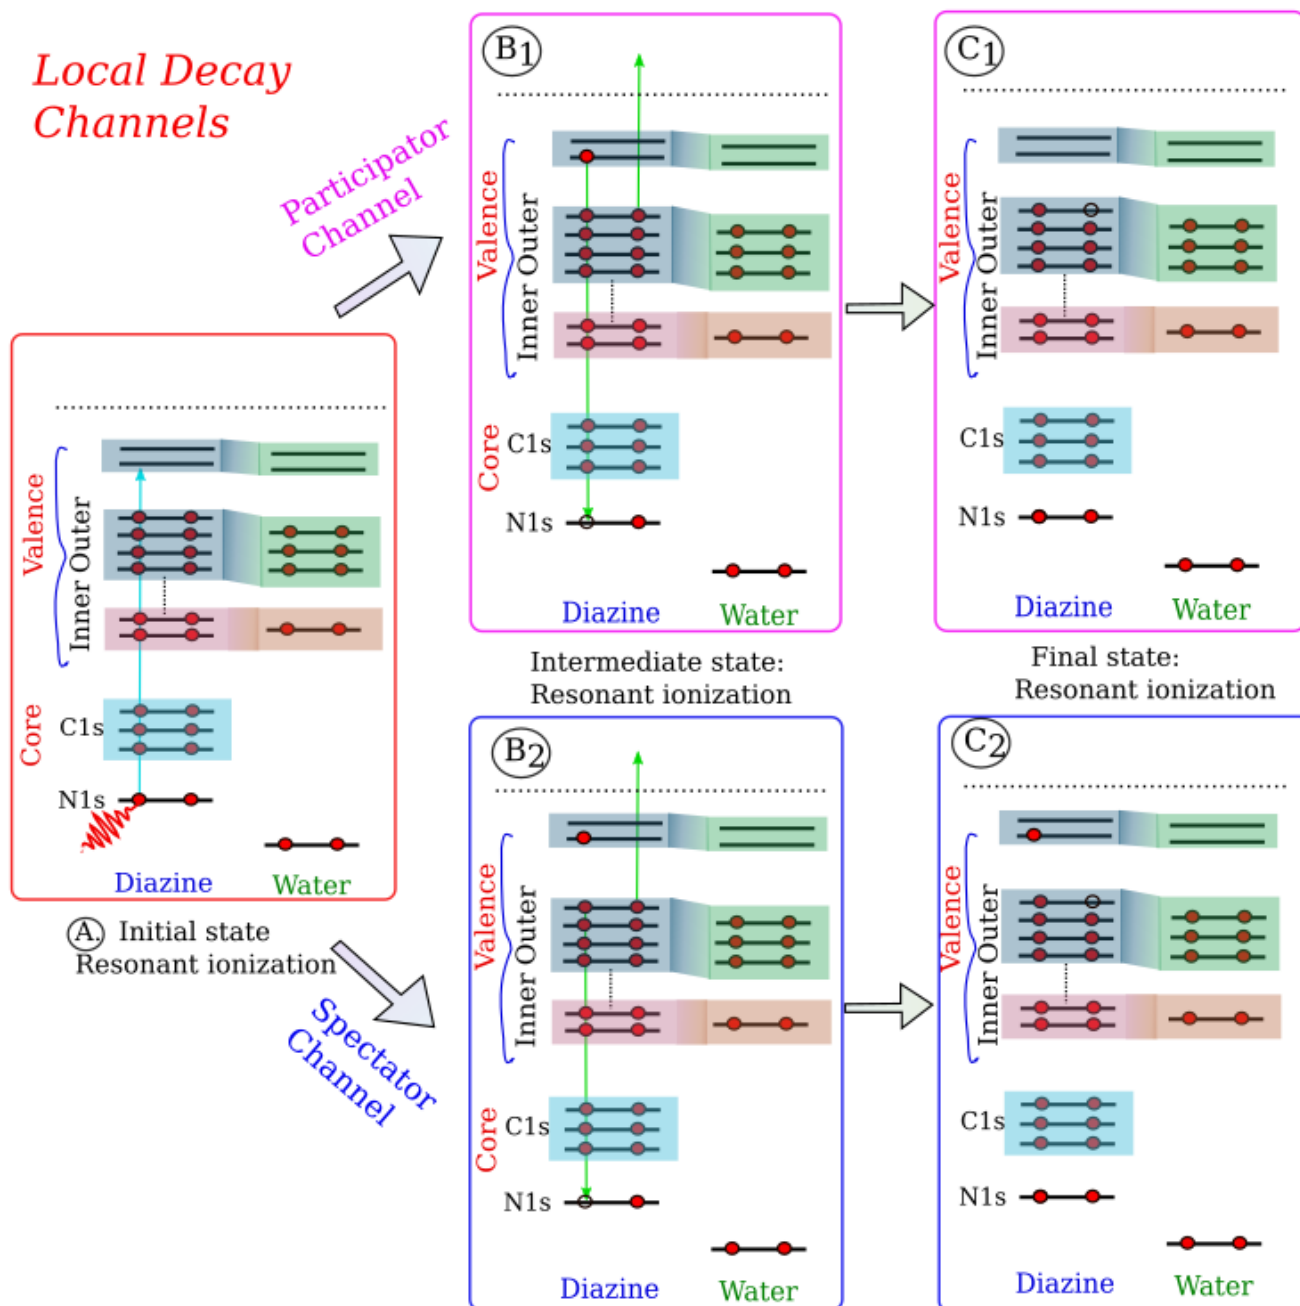 Local Decay
Channels
Participator
Channel
B1
Valence
Inner Outer
Core
C1s
N1s
Diazine
Water
C1
Valence
Inner Outer
C1s
N1s
Diazine
Water
Valence
Inner Outer
Core
C1s
N1s
Diazine
Water
A. Initial state
Resonant ionization
Intermediate state:
Resonant ionization
Final state:
Resonant ionization
Spectator
Channel
B2
Valence
Inner Outer
Core
C1s
N1s
Diazine
Water
C2
Valence
Inner Outer
C1s
N1s
Diazine
Water